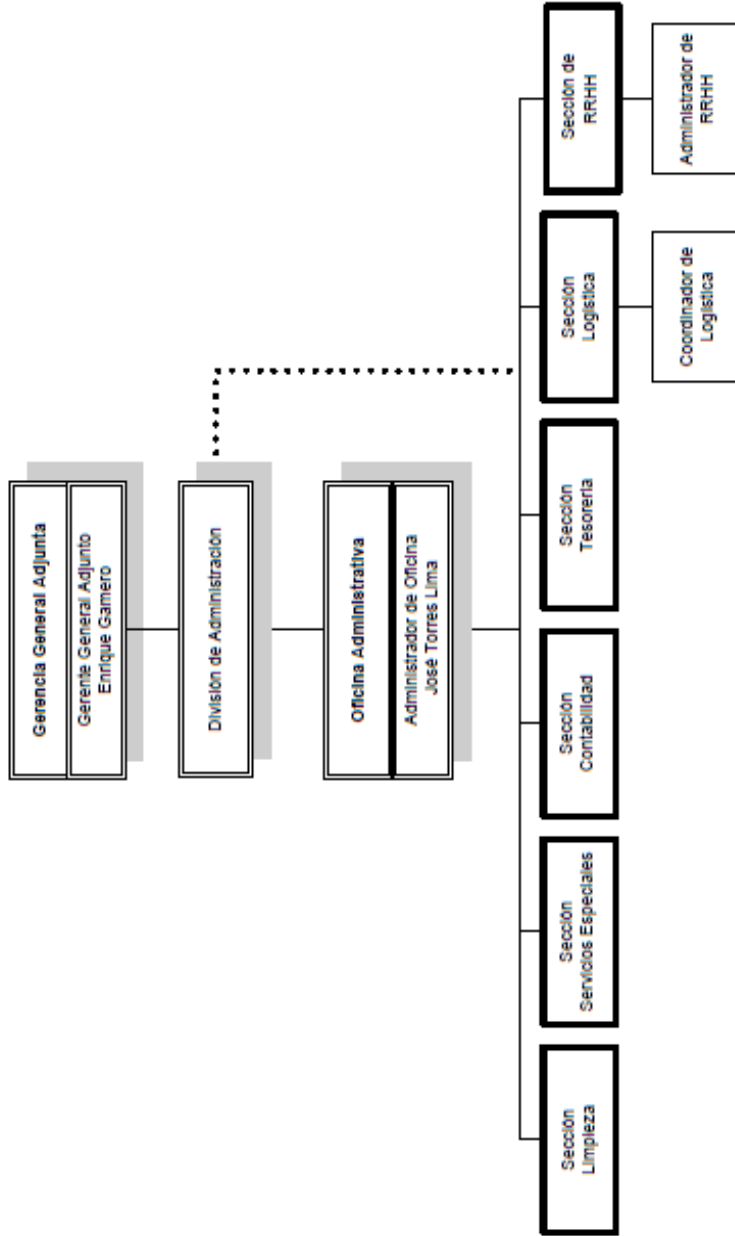 Gerencia General Adjunta
Gerente General Adjunto
Enrique Gamero
División de Administración
Oficina Administrativa
Administrador de Oficina
José Torres Lima
Sección
Limpieza
Sección
Servicios Especiales
Sección
Contabilidad
Sección
Tesorería
Sección
Logística
Sección de
RRHH
Coordinador de
Logística
Administrador de
RRHH